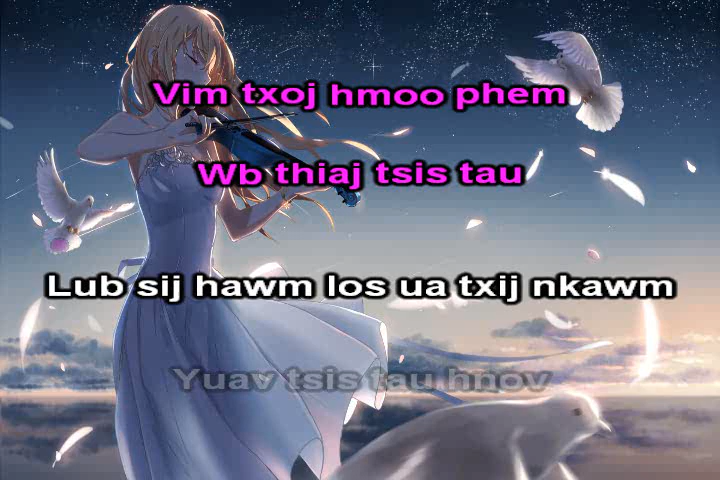 Vim txoj hmoo phem
Wb thiaj tsis tau
Lub sij hawm los ua txij nkawm
Yuav tsis tau hnov